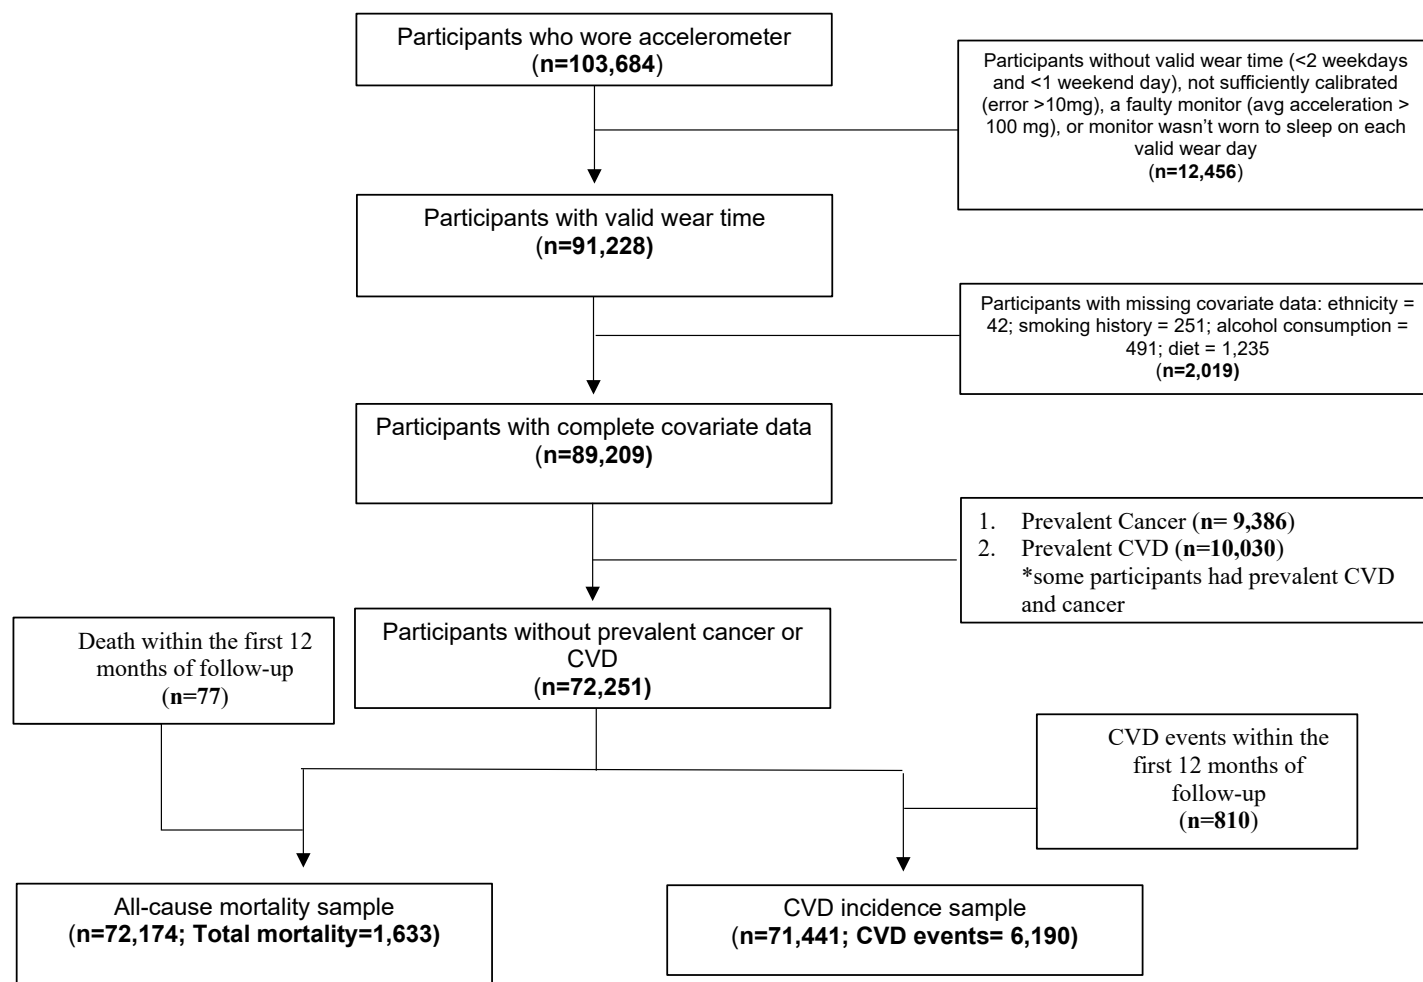 Participants who wore accelerometer
(n=103,684)
Participants without valid wear time (<2 weekdays
and <1 weekend day), not sufficiently calibrated
(error >10mg), a faulty monitor (avg acceleration >
100 mg), or monitor wasn’t worn to sleep on each
valid wear day
(n=12,456)
Participants with valid wear time
(n=91,228)
Participants with missing covariate data: ethnicity =
42; smoking history = 251; alcohol consumption =
491; diet = 1,235
(n=2,019)
Participants with complete covariate data
(n=89,209)
1. Prevalent Cancer (n= 9,386)
2. Prevalent CVD (n=10,030)
*some participants had prevalent CVD
and cancer
Participants without prevalent cancer or
CVD
(n=72,251)
Death within the first 12
months of follow-up
(n=77)
CVD events within the
first 12 months of
follow-up
(n=810)
All-cause mortality sample
(n=72,174; Total mortality=1,633)
CVD incidence sample
(n=71,441; CVD events= 6,190)